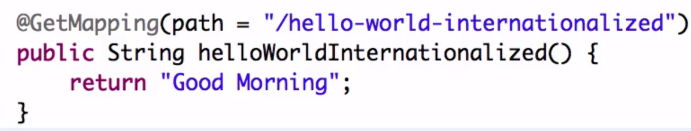 @GetMapping(path = "/hello-world-internationalized")
public String helloWorldInternationalized() {
    return "Good Morning";
}